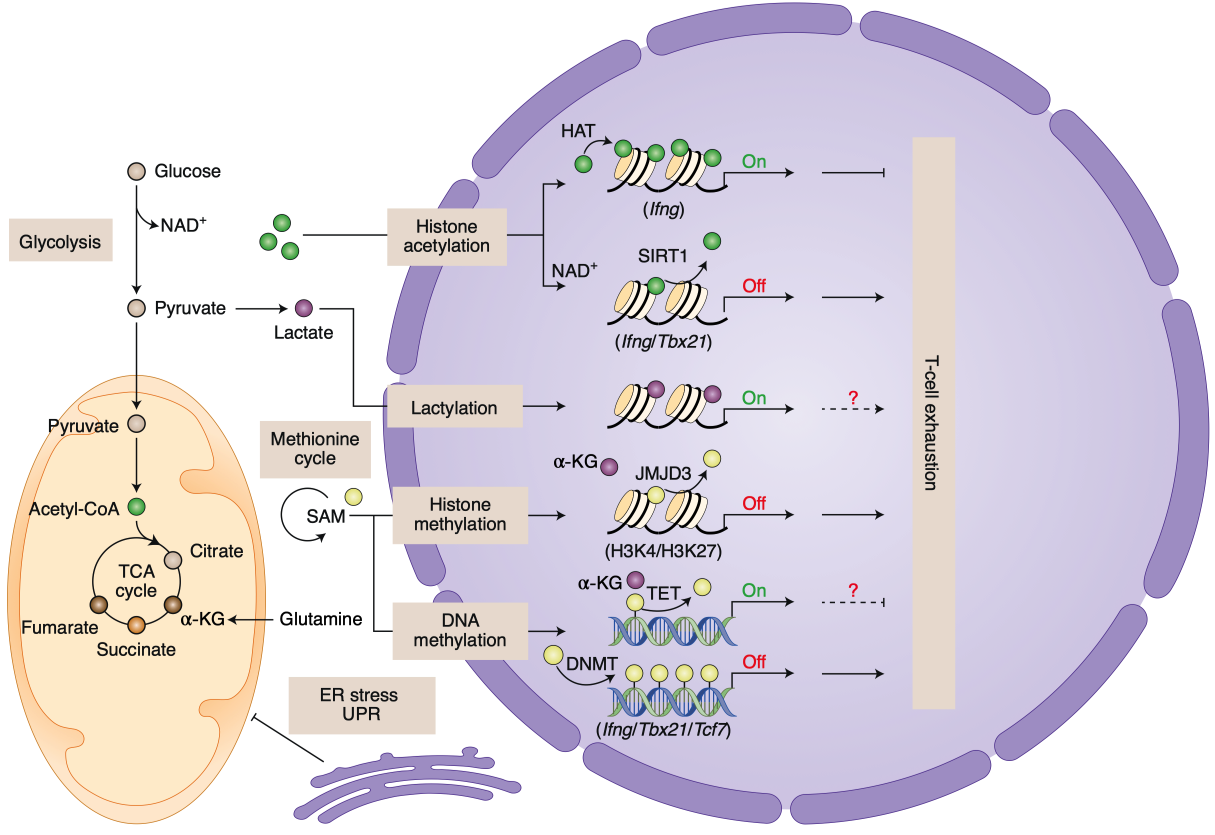 Glucose
NAD+
Glycolysis
Pyruvate
Lactate
Pyruvate
Acetyl-CoA
Citrate
TCA
cycle
α-KG
Fumarate
Succinate
Glutamine
Methionine
cycle
SAM
ER stress
UPR
Histone
acetylation
Lactylation
Histone
methylation
DNA
methylation
HAT
On
(Ifng)
NAD+
SIRT1
Off
(Ifng/Tbx21)
On
?
α-KG
JMJD3
Off
(H3K4/H3K27)
α-KG
TET
On
?
DNMT
Off
(Ifng/Tbx21/Tcf7)
T-cell exhaustion